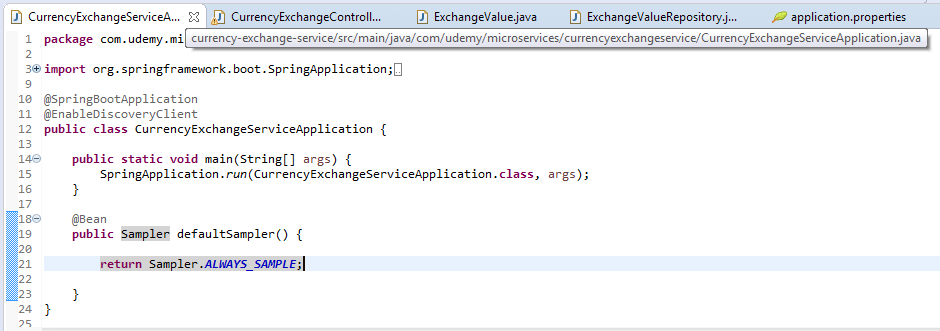 CurrencyExchangeServiceA... CurrencyExchangeControll... ExchangeValue.java ExchangeValueRepository.j... application.properties
1 package com.udemy.mi
currency-exchange-service/src/main/java/com/udemy/microservices/currencyexchangeservice/CurrencyExchangeServiceApplication.java
2
3 import org.springframework.boot.SpringApplication;
9
10 @SpringBootApplication
11 @EnableDiscoveryClient
12 public class CurrencyExchangeServiceApplication {
13
14 public static void main(String[] args) {
15 SpringApplication.run(CurrencyExchangeServiceApplication.class, args);
16 }
17
18 @Bean
19 public Sampler defaultSampler() {
20
21 return Sampler.ALWAYS_SAMPLE;
22
23 }
24 }
25